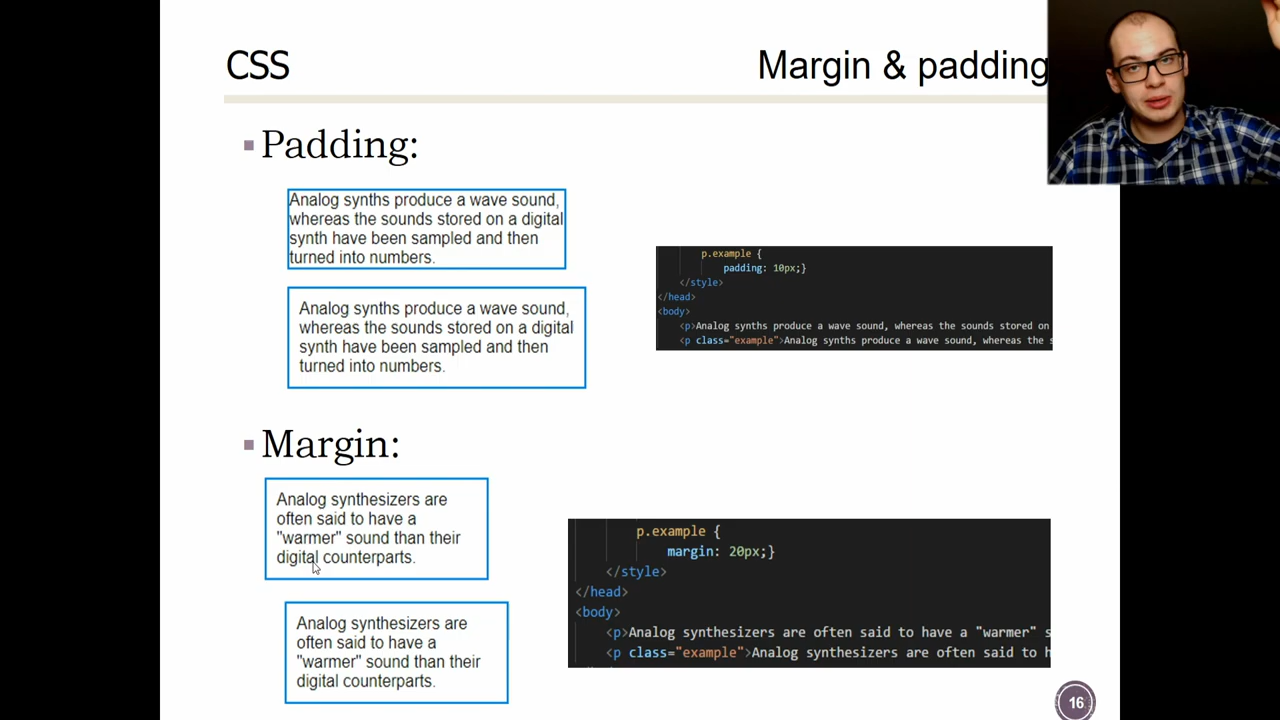 CSS
Margin & padding
Padding:
Analog synths produce a wave sound,
whereas the sounds stored on a digital
synth have been sampled and then
turned into numbers.
Analog synths produce a wave sound,
whereas the sounds stored on a digital
synth have been sampled and then
turned into numbers.
p.example {
padding: 10px;}
</style>
</head>
<body>
<p>Analog synths produce a wave sound, whereas the sounds stored on
<p class="example">Analog synths produce a wave sound, whereas the s
Margin:
Analog synthesizers are
often said to have a
"warmer" sound than their
digital counterparts.
Analog synthesizers are
often said to have a
"warmer" sound than their
digital counterparts.
p.example {
margin: 20px;}
</style>
</head>
<body>
<p>Analog synthesizers are often said to have a "warmer" s
<p class="example">Analog synthesizers are often said to h
16